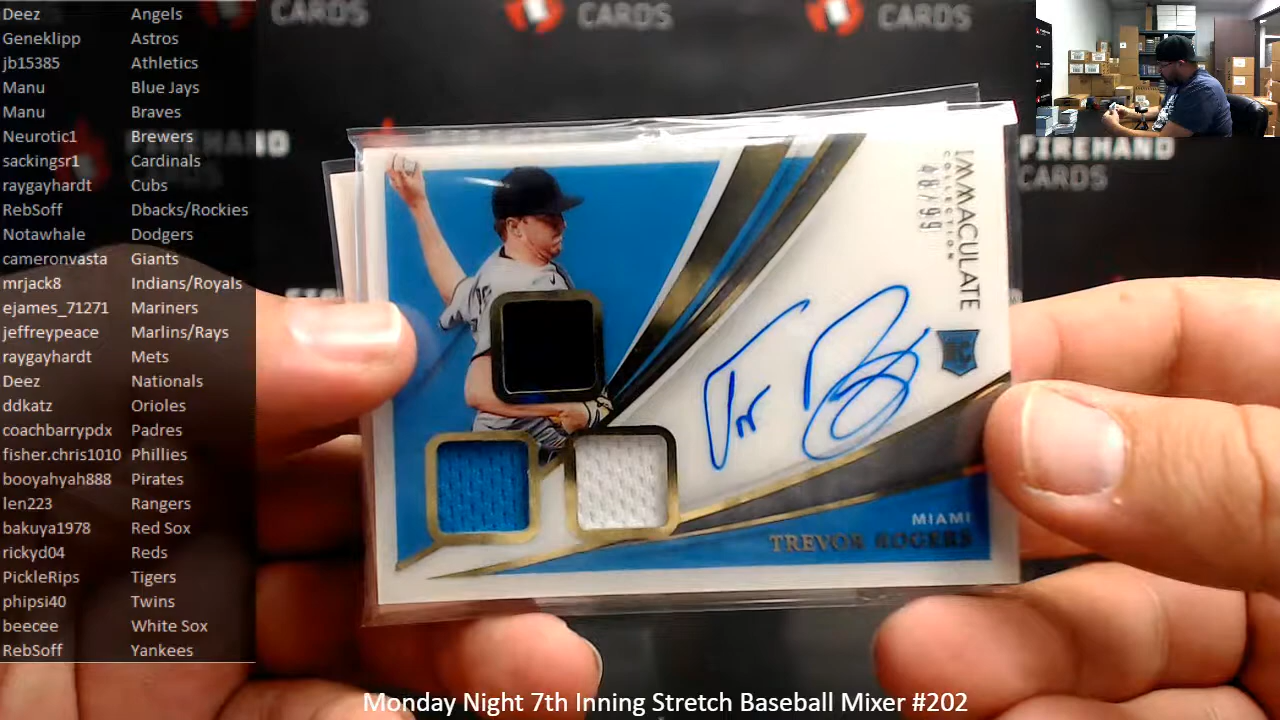 Deez Angels
Geneklipp Astros
jb15385 Athletics
Manu Blue Jays
Manu Braves
Neurotic1 Brewers
sackingsr1 Cardinals
raygayhardt Cubs
RebSoff Dbacks/Rockies
Notawhale Dodgers
cameronvasta Giants
mrjack8 Indians/Royals
ejames_71271 Mariners
jeffreypeace Marlins/Rays
raygayhardt Mets
Deez Nationals
ddkatz Orioles
coachbarrypdx Padres
fisher.chris1010 Phillies
booyahyah888 Pirates
len223 Rangers
bakuya1978 Red Sox
rickyd04 Reds
PickleRips Tigers
phipsi40 Twins
beecee White Sox
RebSoff Yankees
CARDS
CARDS
CARDS
FIREHAND
CARDS
FIREHAND
CARDS
IMMACULATE
COLLECTION
48/99
RC
MIAMI
TREVOR ROGERS
Monday Night 7th Inning Stretch Baseball Mixer #202